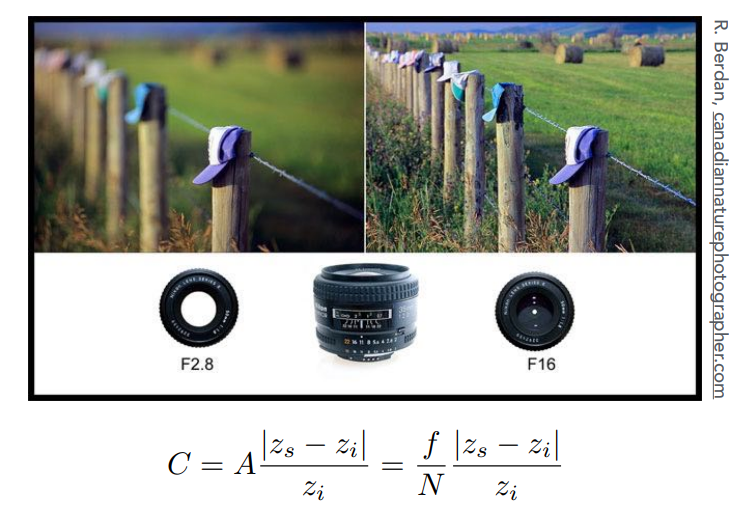 R. Berdan, canadiannaturephotographer.com
F2.8
F16
C = A |z_s − z_i| / z_i = f / N |z_s − z_i| / z_i